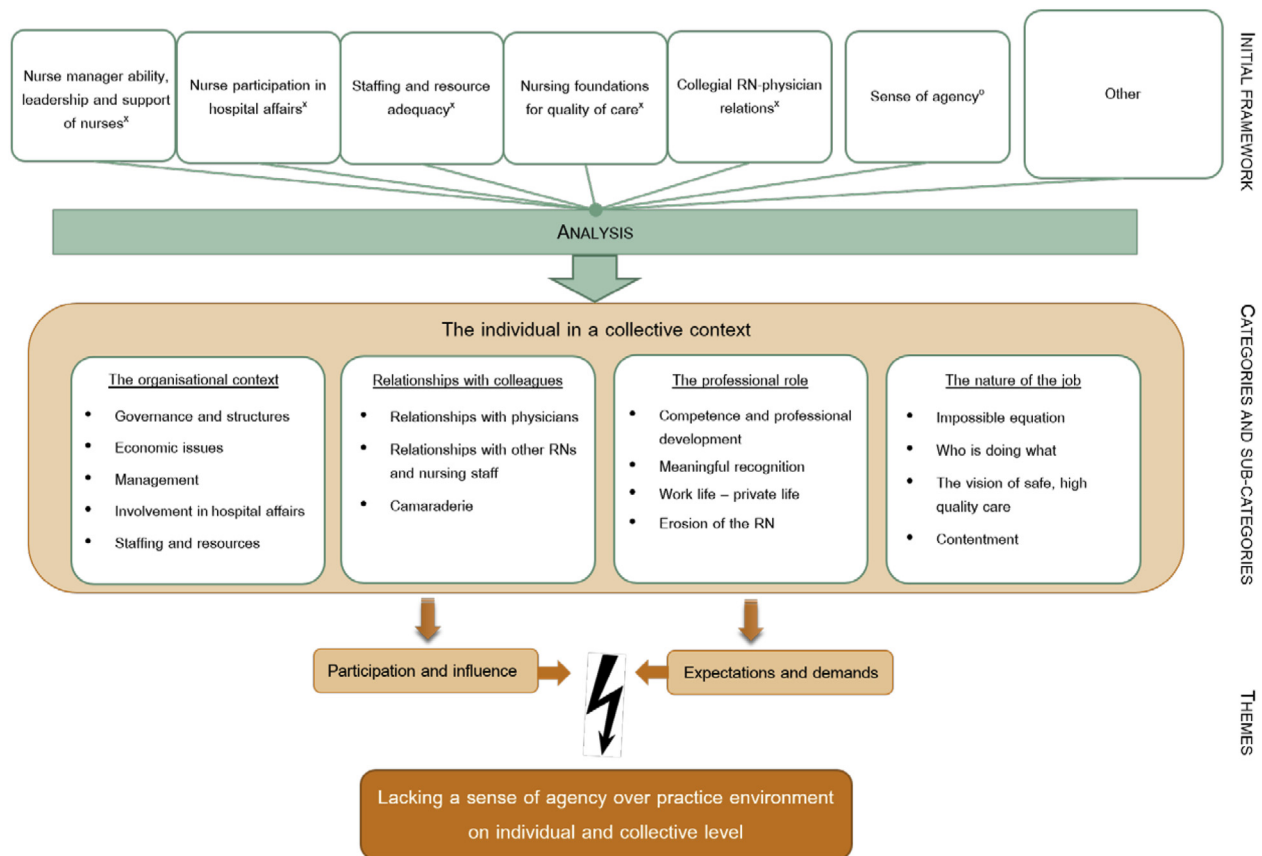 Nurse manager ability,
leadership and support
of nursesˣ
Nurse participation in
hospital affairsˣ
Staffing and resource
adequacyˣ
Nursing foundations
for quality of careˣ
Collegial RN-physician
relationsˣ
Sense of agencyº
Other
INITIAL FRAMEWORK
ANALYSIS
The individual in a collective context
The organisational context
• Governance and structures
• Economic issues
• Management
• Involvement in hospital affairs
• Staffing and resources
Relationships with colleagues
• Relationships with physicians
• Relationships with other RNs
and nursing staff
• Camaraderie
The professional role
• Competence and professional
development
• Meaningful recognition
• Work life – private life
• Erosion of the RN
The nature of the job
• Impossible equation
• Who is doing what
• The vision of safe, high
quality care
• Contentment
CATEGORIES AND SUB-CATEGORIES
Participation and influence
Expectations and demands
THEMES
Lacking a sense of agency over practice environment
on individual and collective level